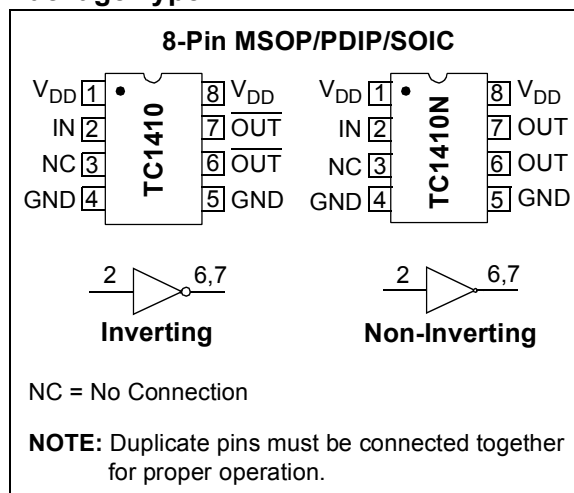 8-Pin MSOP/PDIP/SOIC
VDD 1 8 VDD
IN 2 7 OUT
NC 3 6 OUT
GND 4 5 GND
TC1410
VDD 1 8 VDD
IN 2 7 OUT
NC 3 6 OUT
GND 4 5 GND
TC1410N
2 6,7
Inverting
2 6,7
Non-Inverting
NC = No Connection
NOTE: Duplicate pins must be connected together
for proper operation.